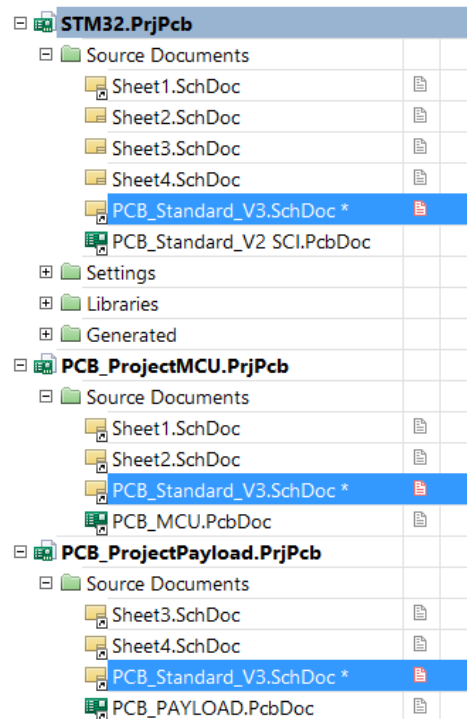 STM32.PrjPcb
Source Documents
Sheet1.SchDoc
Sheet2.SchDoc
Sheet3.SchDoc
Sheet4.SchDoc
PCB_Standard_V3.SchDoc *
PCB_Standard_V2 SCI.PcbDoc
Settings
Libraries
Generated
PCB_ProjectMCU.PrjPcb
Source Documents
Sheet1.SchDoc
Sheet2.SchDoc
PCB_Standard_V3.SchDoc *
PCB_MCU.PcbDoc
PCB_ProjectPayload.PrjPcb
Source Documents
Sheet3.SchDoc
Sheet4.SchDoc
PCB_Standard_V3.SchDoc *
PCB_PAYLOAD.PcbDoc